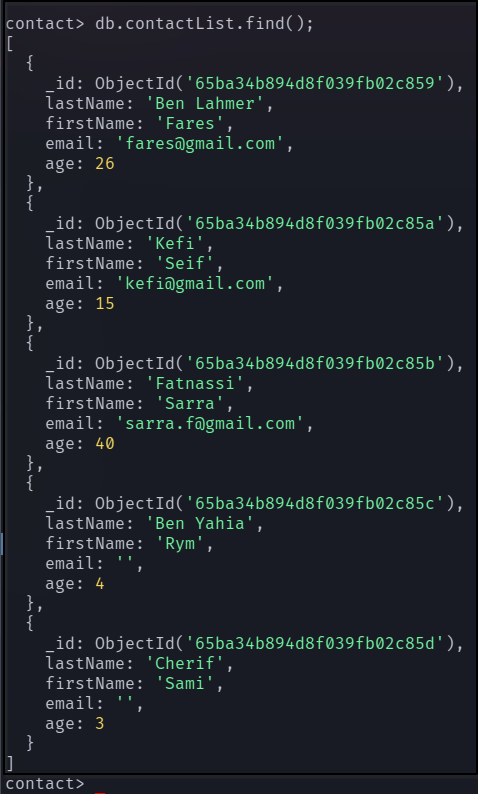 contact> db.contactList.find();
[
  {
    _id: ObjectId('65ba34b894d8f039fb02c859'),
    lastName: 'Ben Lahmer',
    firstName: 'Fares',
    email: 'fares@gmail.com',
    age: 26
  },
  {
    _id: ObjectId('65ba34b894d8f039fb02c85a'),
    lastName: 'Kefi',
    firstName: 'Seif',
    email: 'kefi@gmail.com',
    age: 15
  },
  {
    _id: ObjectId('65ba34b894d8f039fb02c85b'),
    lastName: 'Fatnassi',
    firstName: 'Sarra',
    email: 'sarra.f@gmail.com',
    age: 40
  },
  {
    _id: ObjectId('65ba34b894d8f039fb02c85c'),
    lastName: 'Ben Yahia',
    firstName: 'Rym',
    email: '',
    age: 4
  },
  {
    _id: ObjectId('65ba34b894d8f039fb02c85d'),
    lastName: 'Cherif',
    firstName: 'Sami',
    email: '',
    age: 3
  }
]
contact>